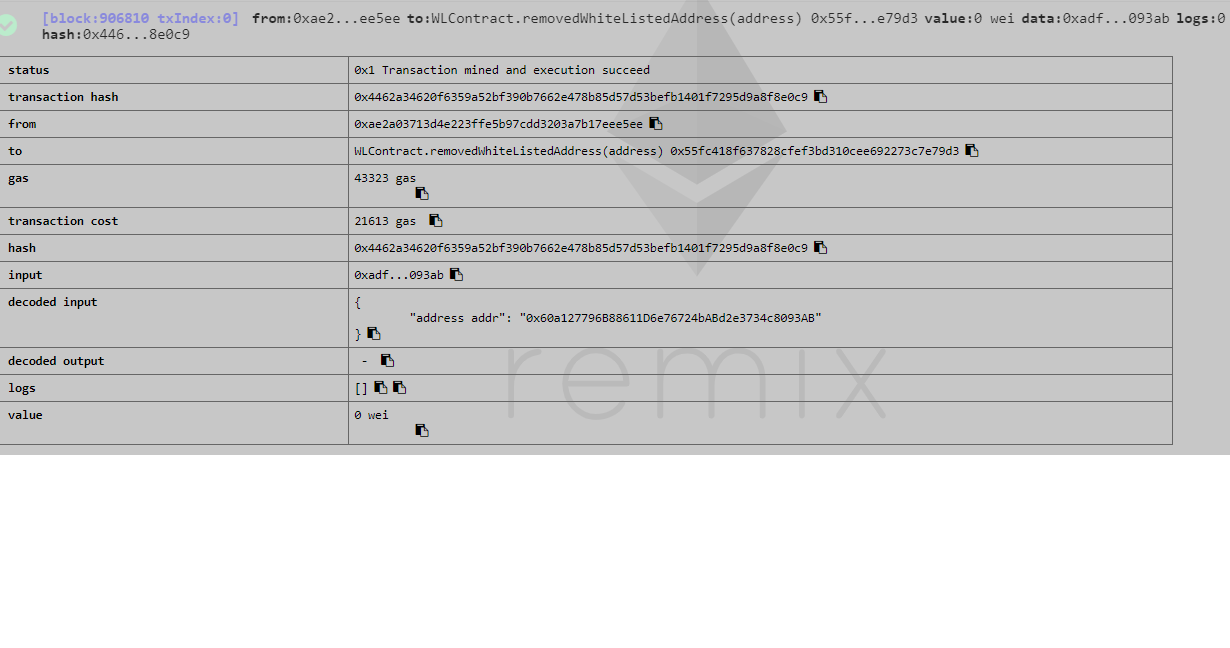 [block:906810 txIndex:0] from:0xae2...ee5ee to:WLContract.removedWhiteListedAddress(address) 0x55f...e79d3 value:0 wei data:0xadf...093ab logs:0
hash:0x446...8e0c9
status 0x1 Transaction mined and execution succeed
transaction hash 0x4462a34620f6359a52bf390b7662e478b85d57d53befb1401f7295d9a8f8e0c9
from 0xae2a03713d4e223ffe5b97cdd3203a7b17eee5ee
to WLContract.removedWhiteListedAddress(address) 0x55fc418f637828cfef3bd310cee692273c7e79d3
gas 43323 gas
transaction cost 21613 gas
hash 0x4462a34620f6359a52bf390b7662e478b85d57d53befb1401f7295d9a8f8e0c9
input 0xadf...093ab
decoded input {
"address addr": "0x60a127796B88611D6e76724bABd2e3734c8093AB"
}
decoded output -
remix
logs []
value 0 wei